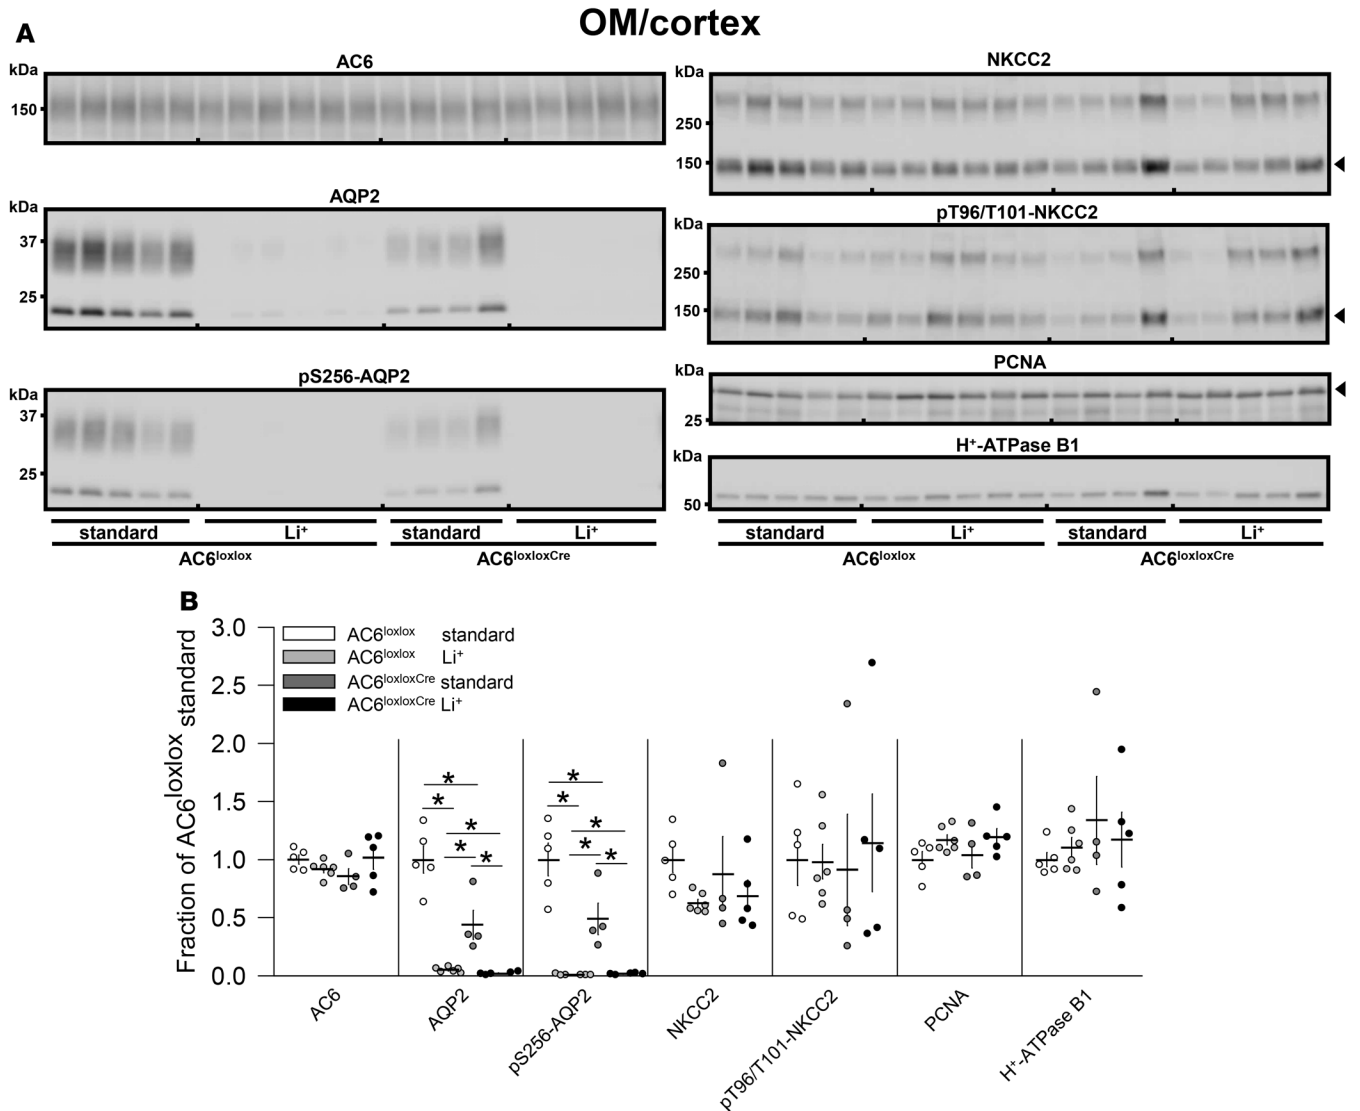 OM/cortex
A
AC6
kDa
150
AQP2
kDa
37
25
pS256-AQP2
kDa
37
25
standard Li⁺ standard Li⁺
AC6loxlox AC6loxloxCre
NKCC2
kDa
250
150
pT96/T101-NKCC2
kDa
250
150
PCNA
kDa
25
H⁺-ATPase B1
kDa
50
standard Li⁺ standard Li⁺
AC6loxlox AC6loxloxCre
B
Fraction of AC6loxlox standard
3.0
2.5
2.0
1.5
1.0
0.5
0.0
AC6loxlox standard
AC6loxlox Li⁺
AC6loxloxCre standard
AC6loxloxCre Li⁺
* * * * *
* * * * *
AC6
AQP2
pS256-AQP2
NKCC2
pT96/T101-NKCC2
PCNA
H⁺-ATPase B1